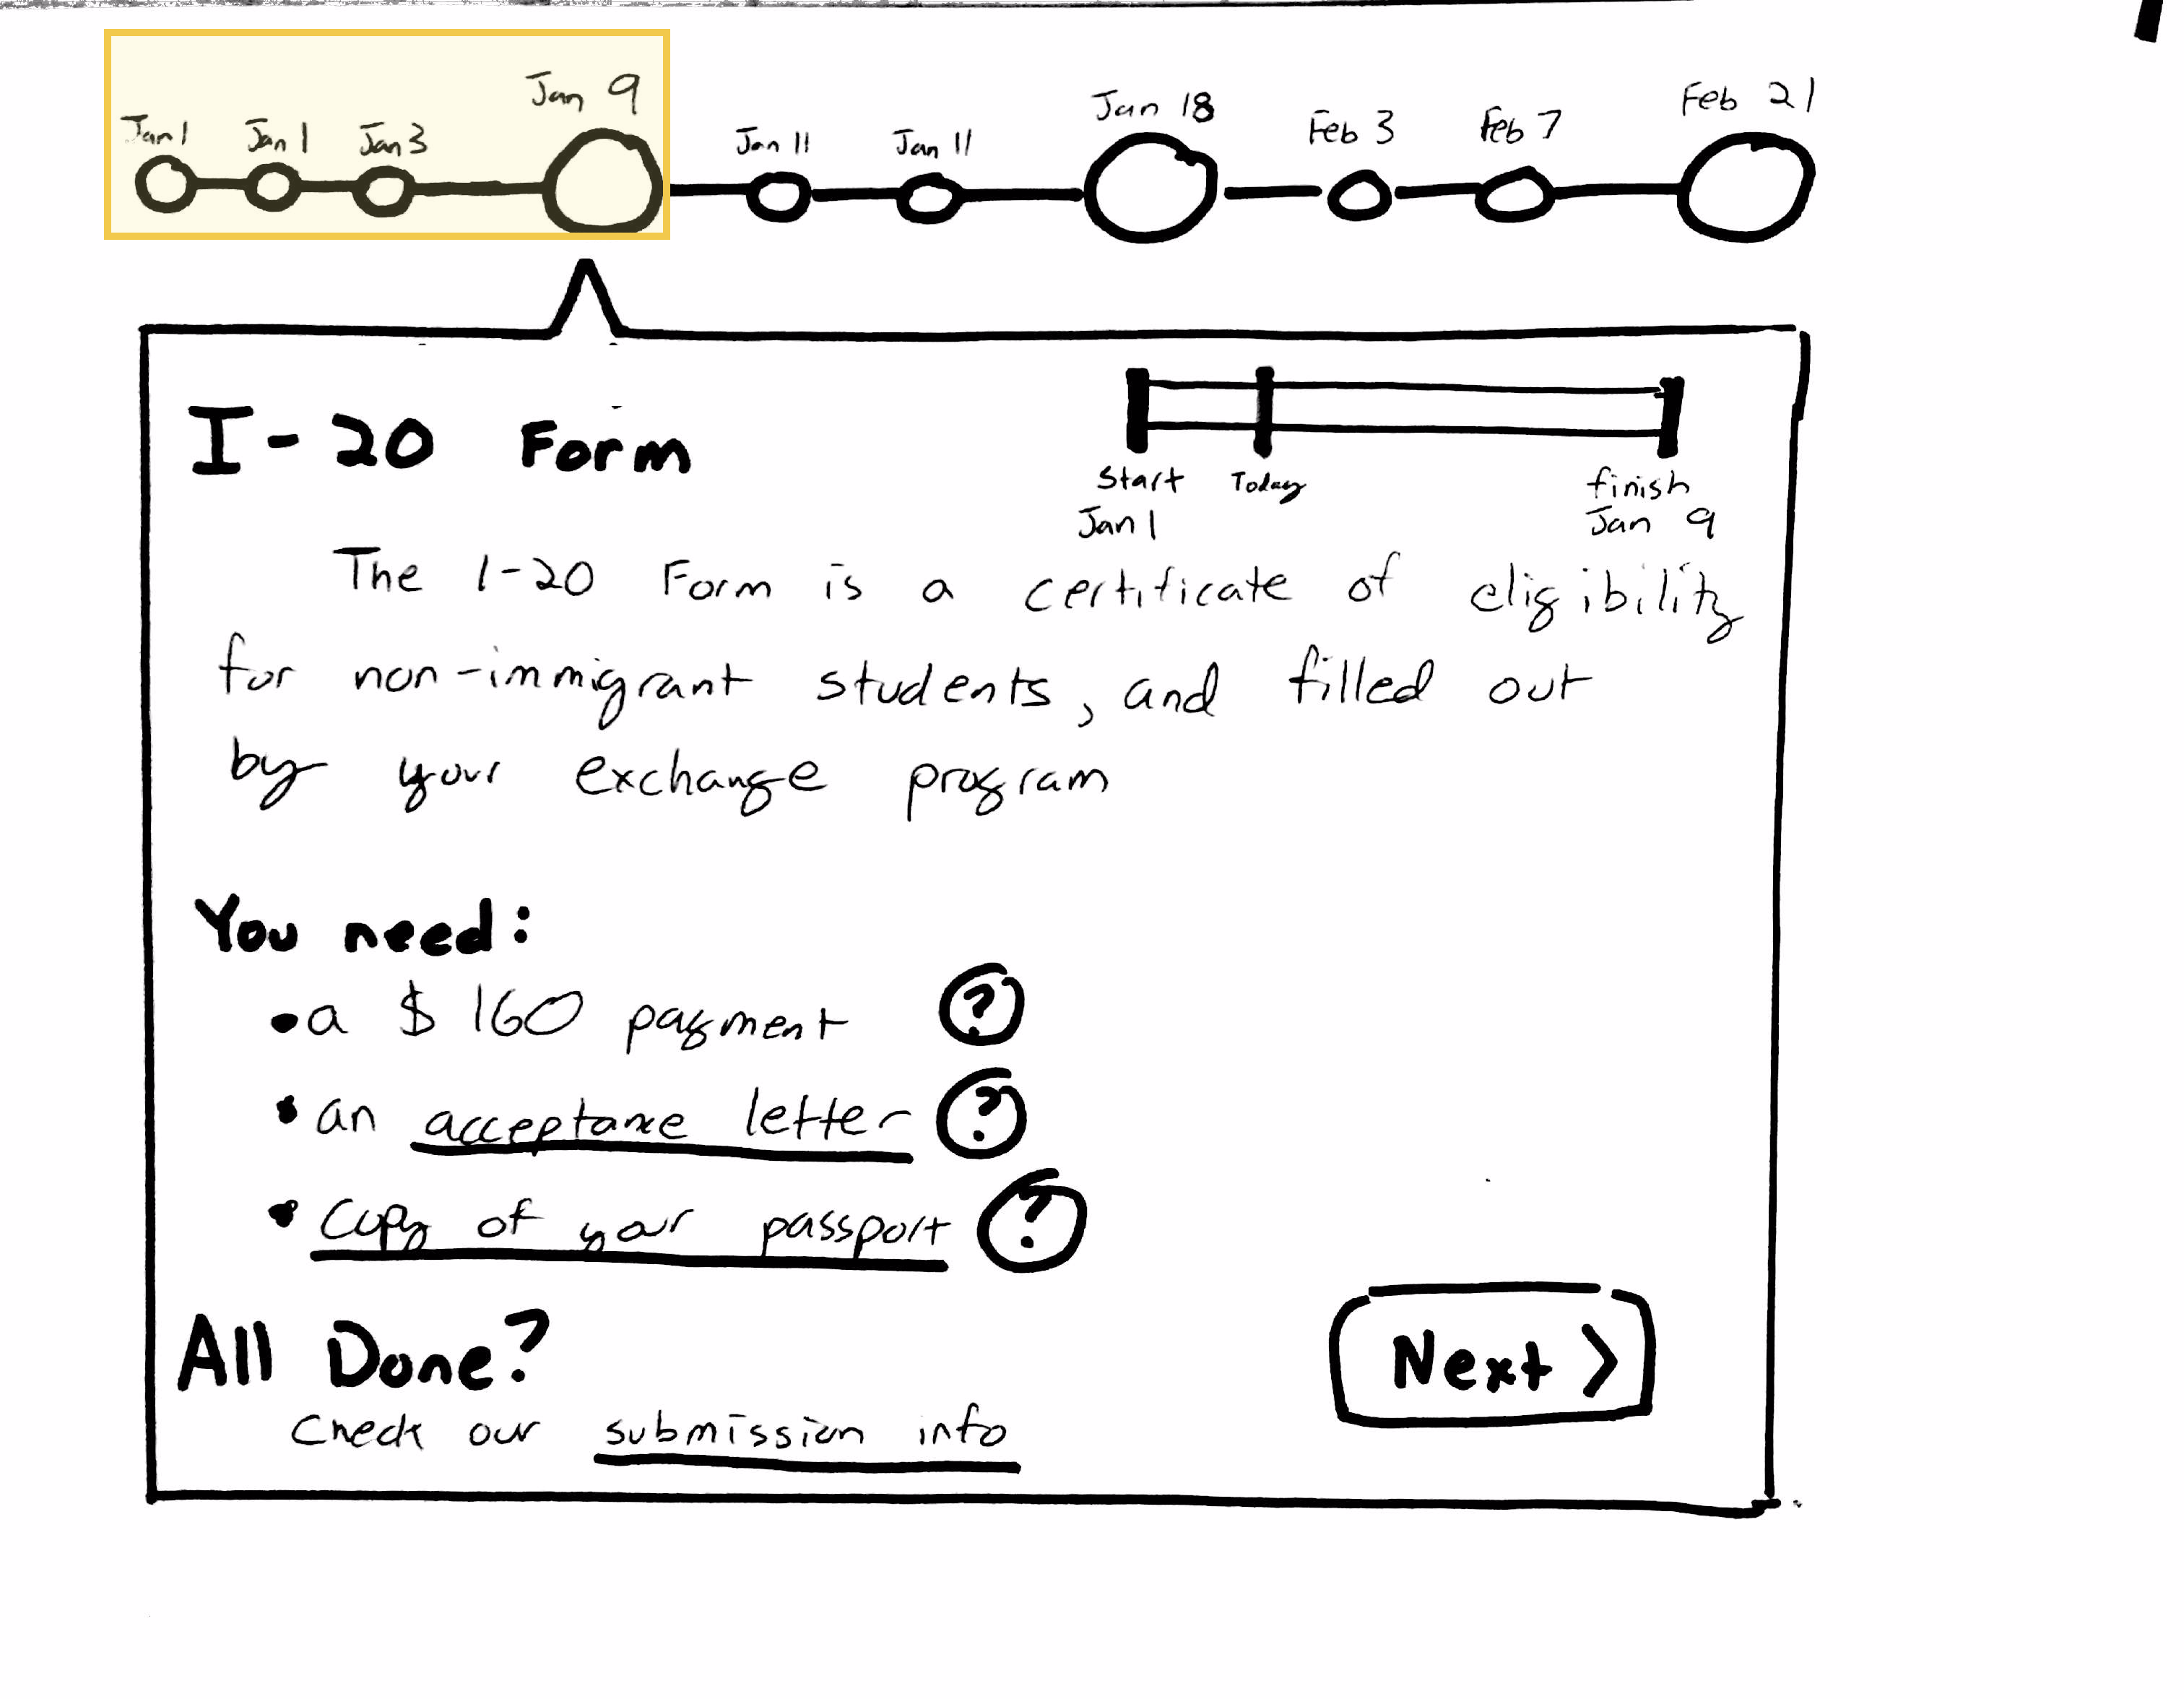 Jan 1 Jan 1 Jan 3 Jan 9 Jan 11 Jan 11 Jan 18 Feb 3 Feb 7 Feb 21
I-20 Form
Start Today finish
Jan 1 Jan 9
The I-20 Form is a certificate of eligibility
for non-immigrant students, and filled out
by your exchange program
You need:
• a $160 payment ?
• an acceptance letter ?
• copy of your passport ?
All Done?
Next >
Check our submission info